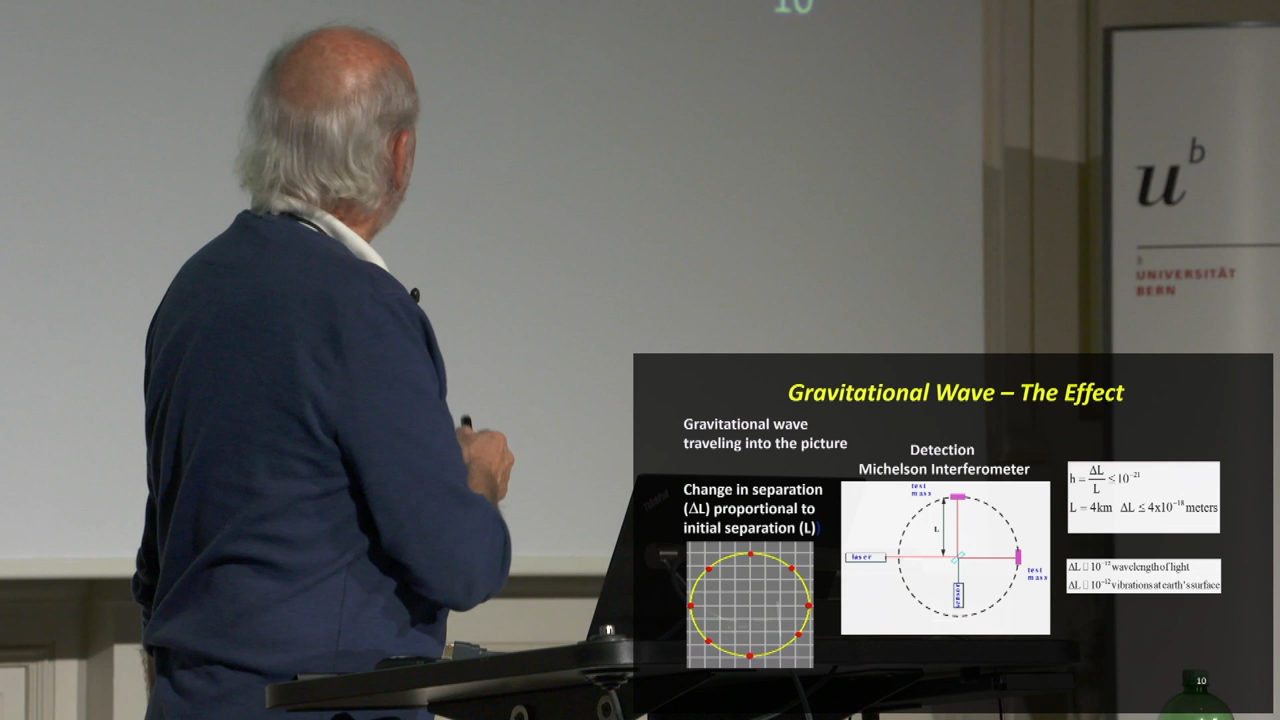 10
u^b
b
UNIVERSITÄT
BERN
Gravitational Wave – The Effect
Gravitational wave
traveling into the picture
Change in separation
(ΔL) proportional to
initial separation (L))
Detection
Michelson Interferometer
test
mass
L
laser
test
mass
sensor
h = ΔL/L ≤ 10⁻²¹
L = 4km ΔL ≤ 4x10⁻¹⁸ meters
ΔL ▯ 10⁻¹² wavelength of light
ΔL ▯ 10⁻¹² vibrations at earth's surface
10